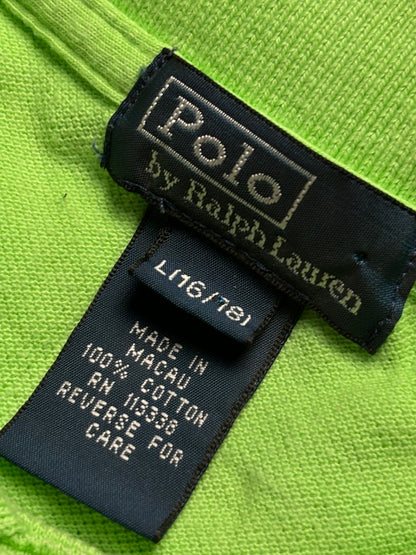 Polo
by Ralph Lauren
L(16/18)
MADE IN
MACAU
100% COTTON
RN 113338
REVERSE FOR
CARE